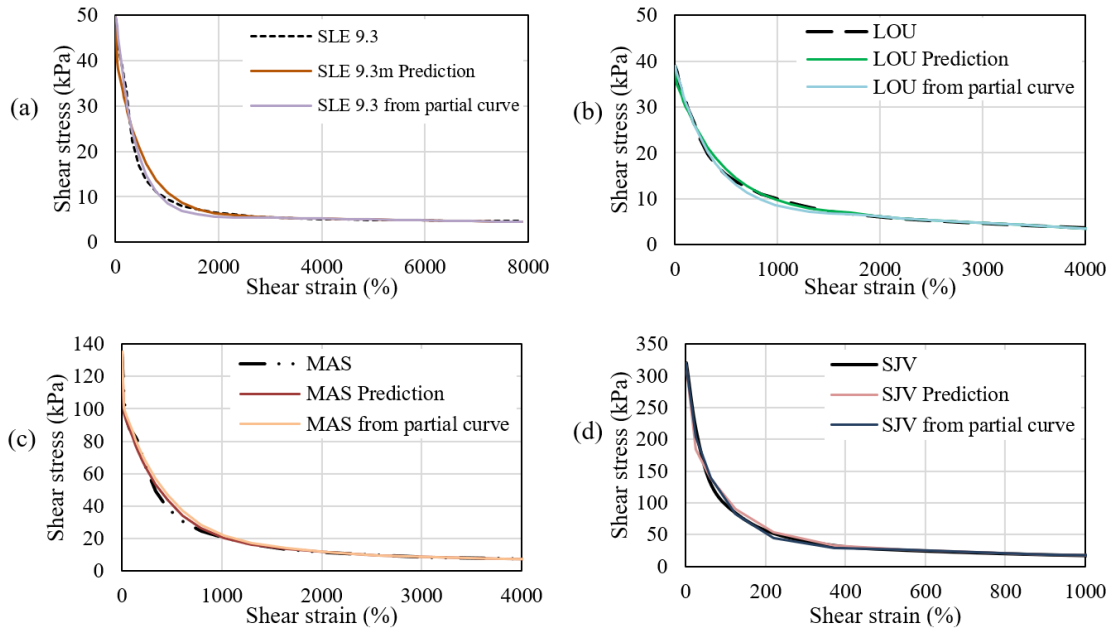 (a)
Shear stress (kPa)
50
40
30
20
10
0
0 2000 4000 6000 8000
Shear strain (%)
SLE 9.3
SLE 9.3m Prediction
SLE 9.3 from partial curve
(b)
Shear stress (kPa)
50
40
30
20
10
0
0 1000 2000 3000 4000
Shear strain (%)
LOU
LOU Prediction
LOU from partial curve
(c)
Shear stress (kPa)
140
120
100
80
60
40
20
0
0 1000 2000 3000 4000
Shear strain (%)
MAS
MAS Prediction
MAS from partial curve
(d)
Shear stress (kPa)
350
300
250
200
150
100
50
0
0 200 400 600 800 1000
Shear strain (%)
SJV
SJV Prediction
SJV from partial curve